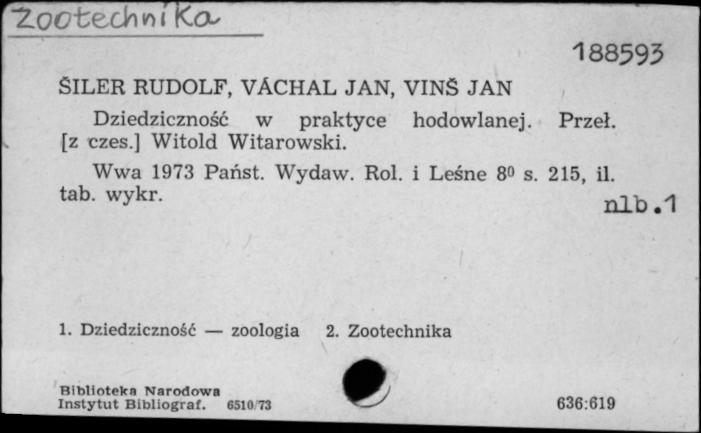 Zootechnika
188593
ŠILER RUDOLF, VÁCHAL JAN, VINŠ JAN
Dziedziczność w praktyce hodowlanej. Przeł.
[z czes.] Witold Witarowski.
Wwa 1973 Państ. Wydaw. Rol. i Leśne 8⁰ s. 215, il.
tab. wykr.
nlb.1
1. Dziedziczność — zoologia 2. Zootechnika
Biblioteka Narodowa
Instytut Bibliograf. 6510/73
636:619